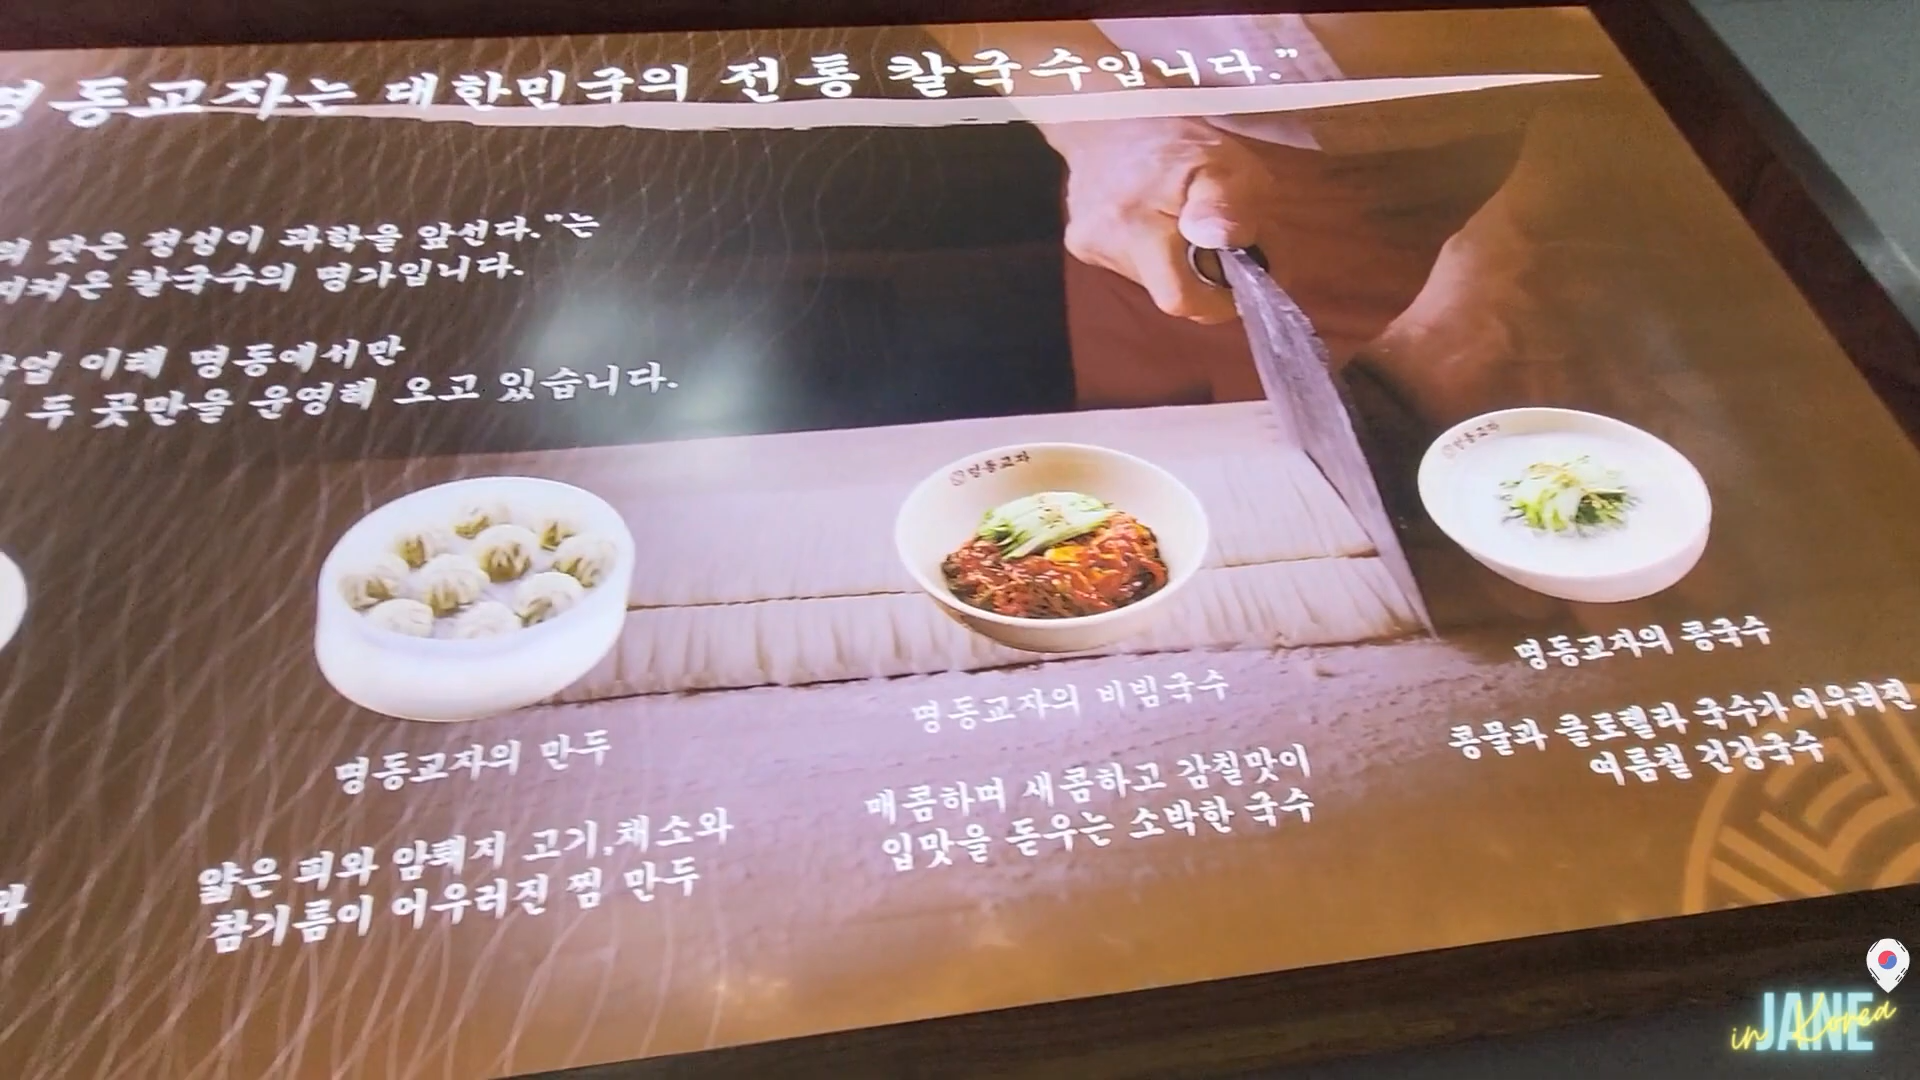 명동교자는 대한민국의 전통 칼국수입니다."
의 맛은 정성이 과학을 앞선다."는
칼국수의 명가입니다.
이래 명동에서만
두 곳만을 운영해 오고 있습니다.
명동교자
명동교자
명동교자의 만두
얇은 피와 암퇘지 고기,채소와
참기름이 어우러진 찜 만두
명동교자의 비빔국수
매콤하며 새콤하고 감칠맛이
입맛을 돋우는 소박한 국수
명동교자의 콩국수
콩물과 클로렐라 국수가 어우러진
여름철 건강국수
JANE
in Korea